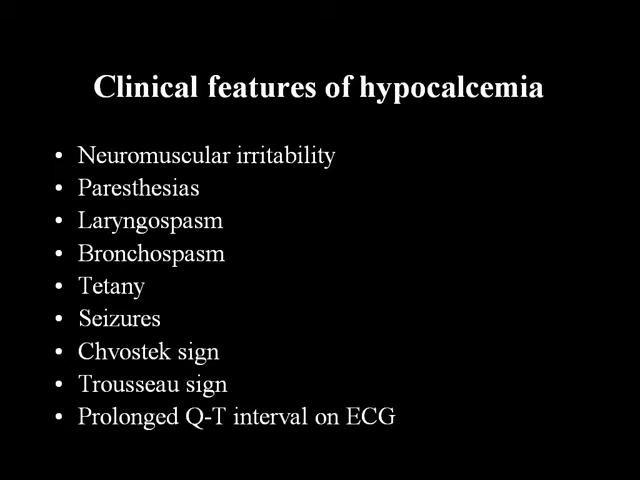 Clinical features of hypocalcemia
• Neuromuscular irritability
• Paresthesias
• Laryngospasm
• Bronchospasm
• Tetany
• Seizures
• Chvostek sign
• Trousseau sign
• Prolonged Q-T interval on ECG